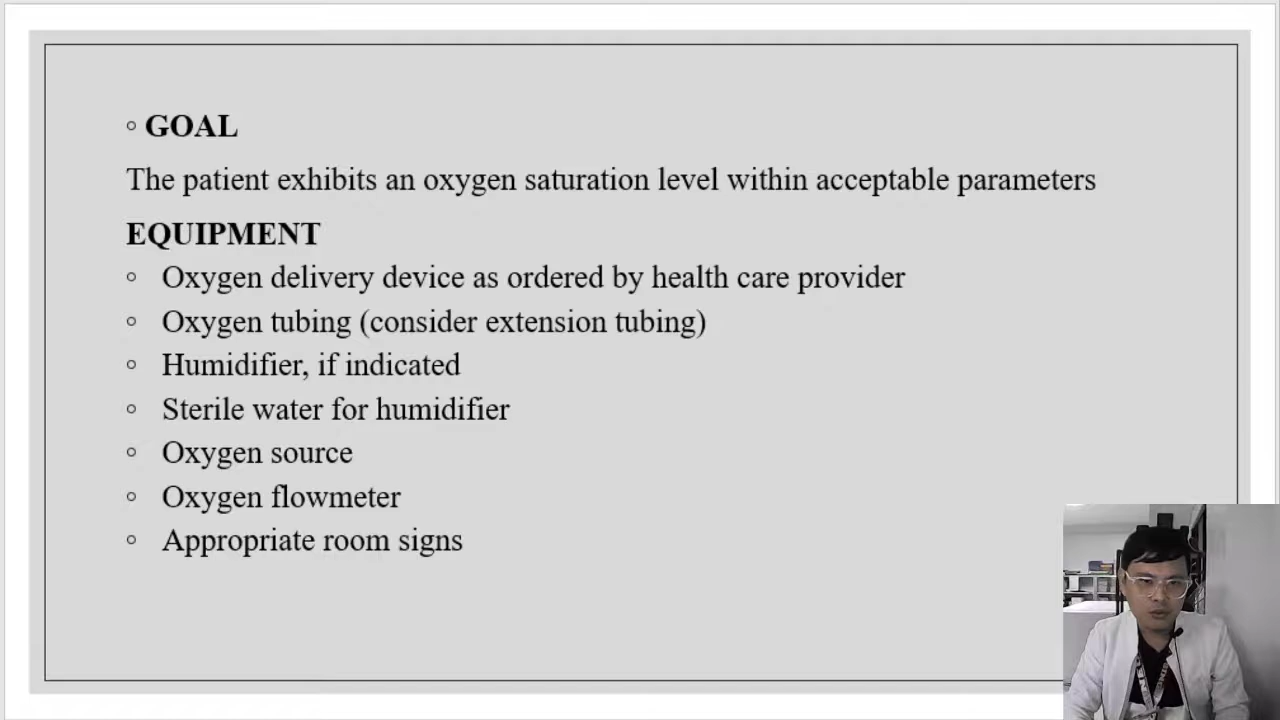 GOAL
The patient exhibits an oxygen saturation level within acceptable parameters
EQUIPMENT
Oxygen delivery device as ordered by health care provider
Oxygen tubing (consider extension tubing)
Humidifier, if indicated
Sterile water for humidifier
Oxygen source
Oxygen flowmeter
Appropriate room signs